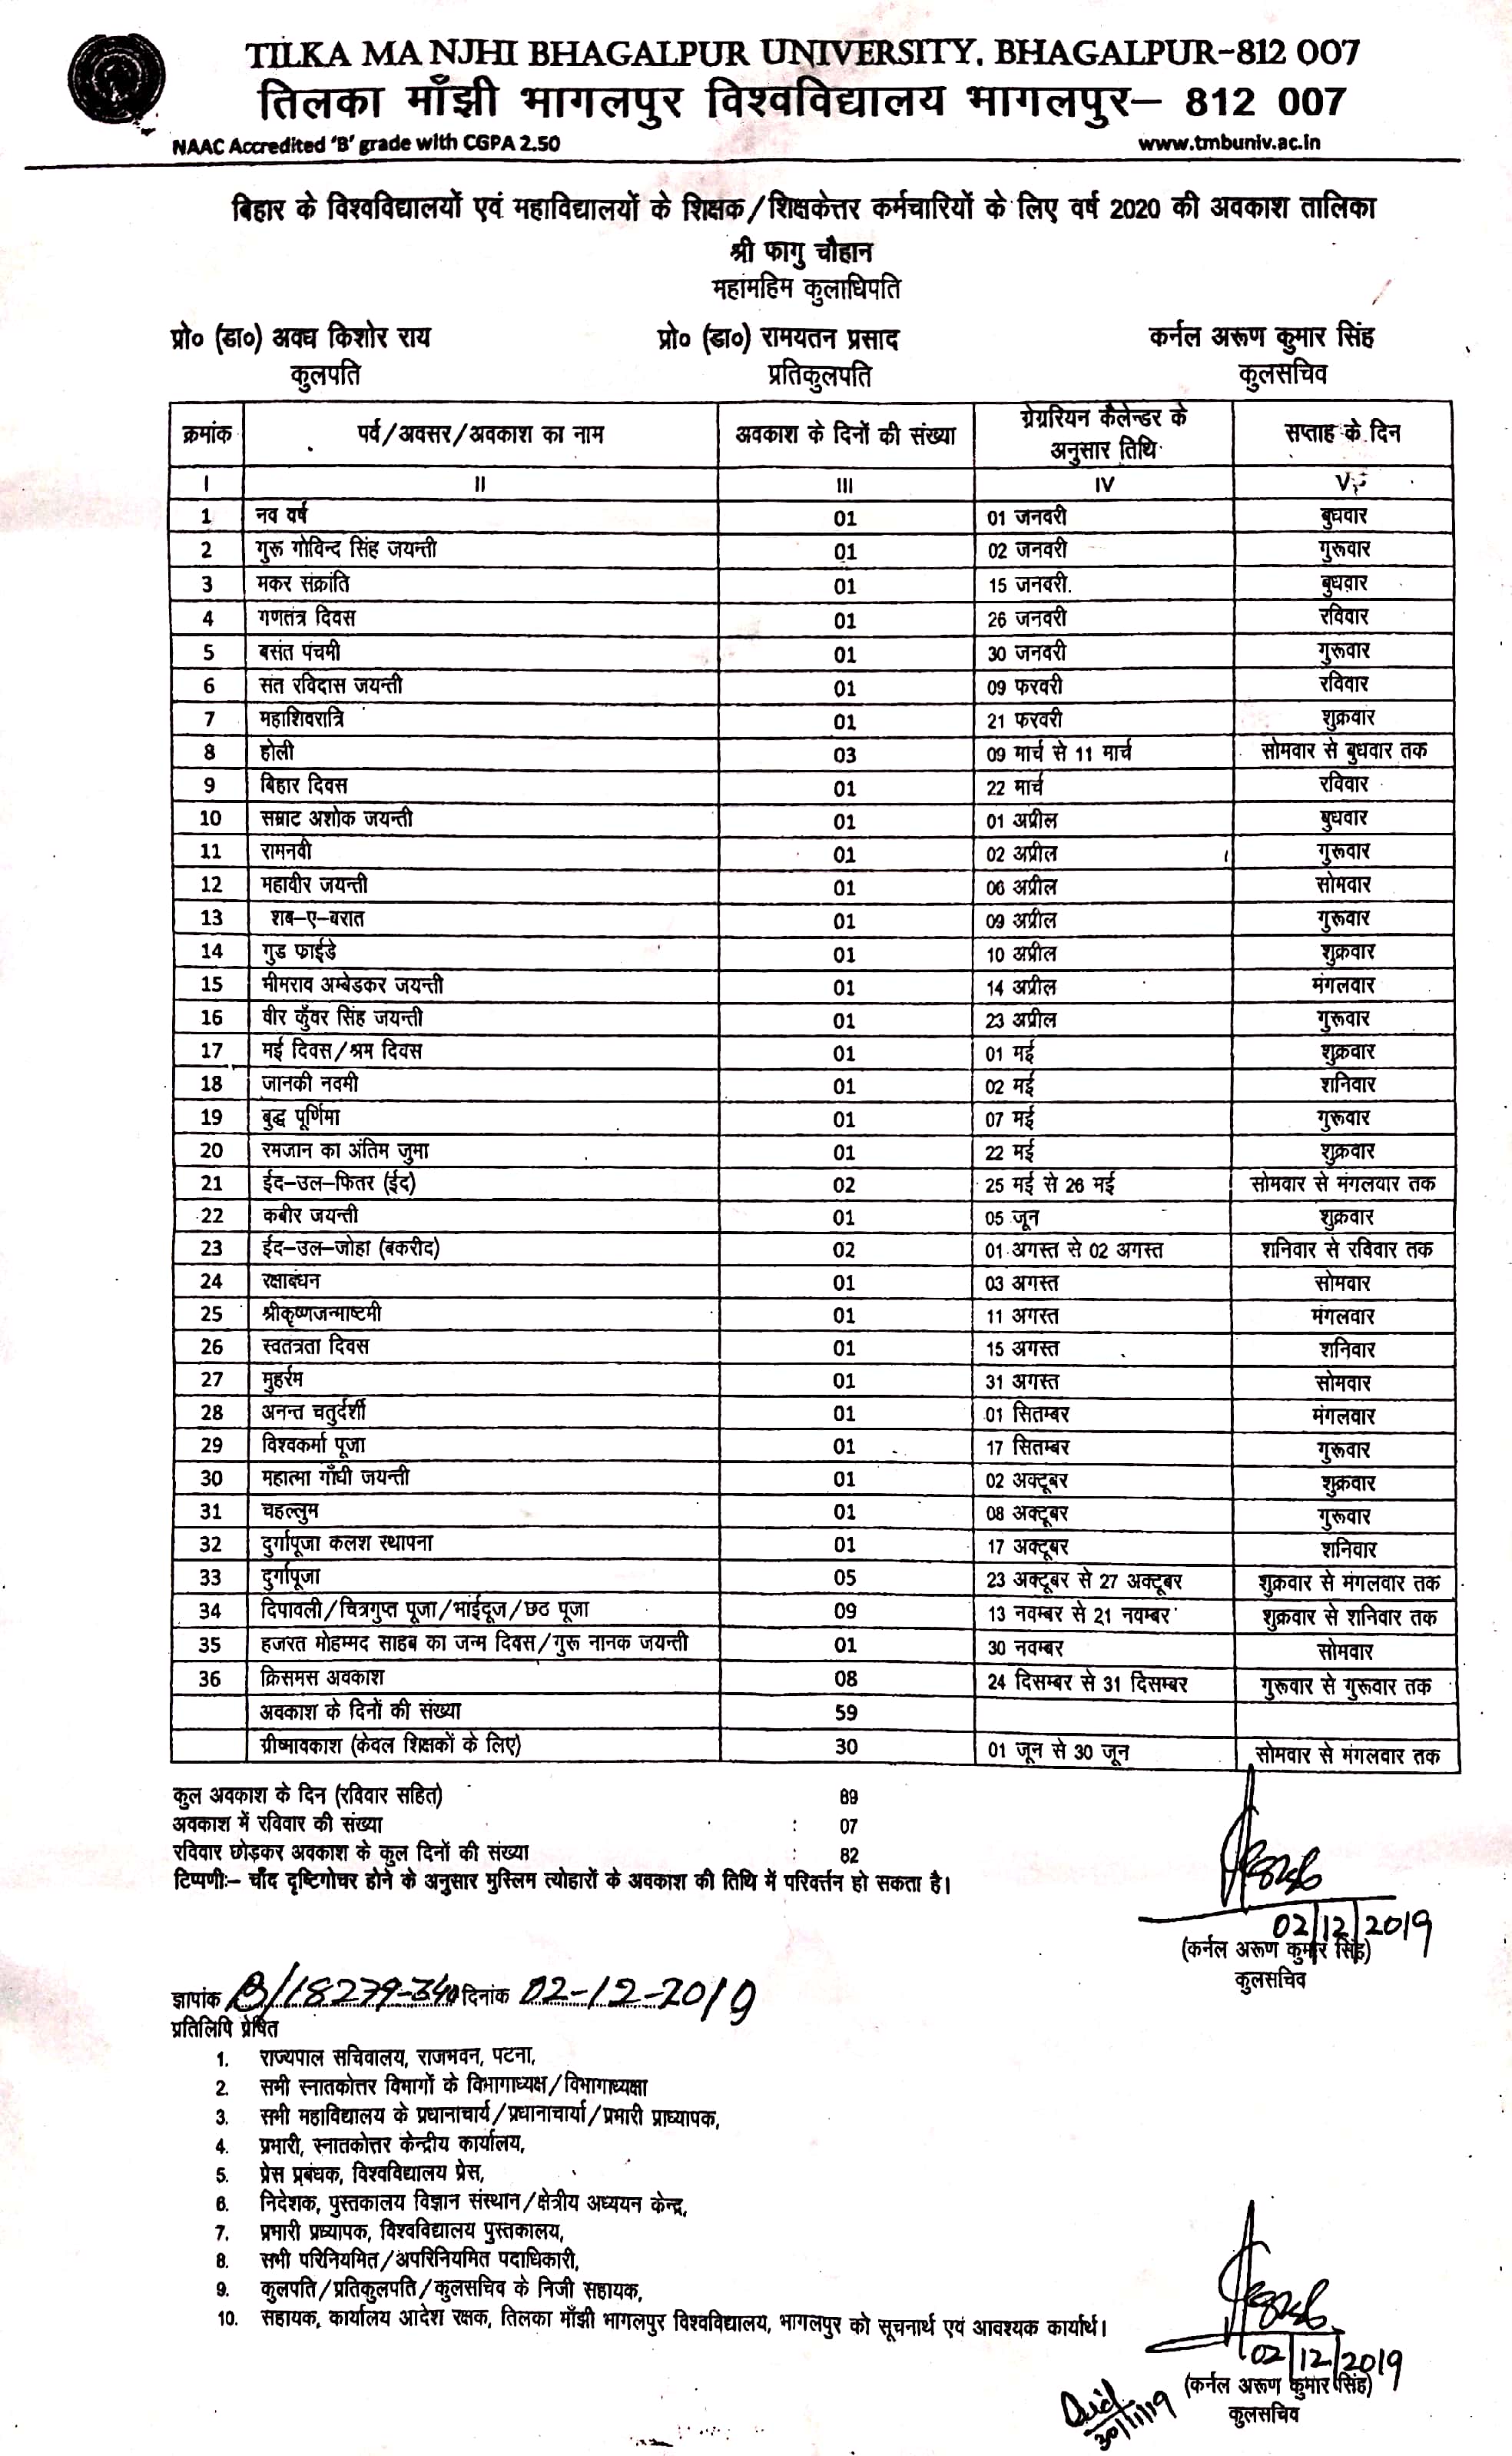 TILKA MANJHI BHAGALPUR UNIVERSITY, BHAGALPUR-812 007
तिलका माँझी भागलपुर विश्वविद्यालय भागलपुर– 812 007
NAAC Accredited 'B' grade with CGPA 2.50 www.tmbuniv.ac.in
बिहार के विश्वविद्यालयों एवं महाविद्यालयों के शिक्षक/शिक्षकेत्तर कर्मचारियों के लिए वर्ष 2020 की अवकाश तालिका
श्री फागु चौहान
महामहिम कुलाधिपति
प्रो० (डा०) अवध किशोर राय प्रो० (डा०) रामयतन प्रसाद कर्नल अरूण कुमार सिंह
कुलपति प्रतिकुलपति कुलसचिव
क्रमांक पर्व/अवसर/अवकाश का नाम अवकाश के दिनों की संख्या ग्रेग्ररियन कैलेन्डर के अनुसार तिथि सप्ताह के दिन
I II III IV V
1 नव वर्ष 01 01 जनवरी बुधवार
2 गुरू गोविन्द सिंह जयन्ती 01 02 जनवरी गुरूवार
3 मकर संक्रांति 01 15 जनवरी. बुधवार
4 गणतंत्र दिवस 01 26 जनवरी रविवार
5 बसंत पंचमी 01 30 जनवरी गुरूवार
6 संत रविदास जयन्ती 01 09 फरवरी रविवार
7 महाशिवरात्रि 01 21 फरवरी शुक्रवार
8 होली 03 09 मार्च से 11 मार्च सोमवार से बुधवार तक
9 बिहार दिवस 01 22 मार्च रविवार
10 सम्राट अशोक जयन्ती 01 01 अप्रील बुधवार
11 रामनवी 01 02 अप्रील गुरूवार
12 महावीर जयन्ती 01 06 अप्रील सोमवार
13 शब–ए–बरात 01 09 अप्रील गुरूवार
14 गुड फ्राईडे 01 10 अप्रील शुक्रवार
15 भीमराव अम्बेडकर जयन्ती 01 14 अप्रील मंगलवार
16 वीर कुँवर सिंह जयन्ती 01 23 अप्रील गुरूवार
17 मई दिवस/श्रम दिवस 01 01 मई शुक्रवार
18 जानकी नवमी 01 02 मई शनिवार
19 बुद्ध पूर्णिमा 01 07 मई गुरूवार
20 रमजान का अंतिम जुमा 01 22 मई शुक्रवार
21 ईद–उल–फितर (ईद) 02 25 मई से 26 मई सोमवार से मंगलवार तक
22 कबीर जयन्ती 01 05 जून शुक्रवार
23 ईद–उल–जोहा (बकरीद) 02 01 अगस्त से 02 अगस्त शनिवार से रविवार तक
24 रक्षाबंधन 01 03 अगस्त सोमवार
25 श्रीकृष्णजन्माष्टमी 01 11 अगस्त मंगलवार
26 स्वतंत्रता दिवस 01 15 अगस्त शनिवार
27 मुहर्रम 01 31 अगस्त सोमवार
28 अनन्त चतुर्दशी 01 01 सितम्बर मंगलवार
29 विश्वकर्मा पूजा 01 17 सितम्बर गुरूवार
30 महात्मा गाँधी जयन्ती 01 02 अक्टूबर शुक्रवार
31 चहल्लुम 01 08 अक्टूबर गुरूवार
32 दुर्गापूजा कलश स्थापना 01 17 अक्टूबर शनिवार
33 दुर्गापूजा 05 23 अक्टूबर से 27 अक्टूबर शुक्रवार से मंगलवार तक
34 दिपावली/चित्रगुप्त पूजा/भाईदूज/छठ पूजा 09 13 नवम्बर से 21 नवम्बर शुक्रवार से शनिवार तक
35 हजरत मोहम्मद साहब का जन्म दिवस/गुरू नानक जयन्ती 01 30 नवम्बर सोमवार
36 क्रिसमस अवकाश 08 24 दिसम्बर से 31 दिसम्बर गुरूवार से गुरूवार तक
अवकाश के दिनों की संख्या 59
ग्रीष्मावकाश (केवल शिक्षकों के लिए) 30 01 जून से 30 जून सोमवार से मंगलवार तक
कुल अवकाश के दिन (रविवार सहित) 89
अवकाश में रविवार की संख्या : 07
रविवार छोड़कर अवकाश के कुल दिनों की संख्या : 82
टिप्पणी:– चाँद दृष्टिगोचर होने के अनुसार मुस्लिम त्योहारों के अवकाश की तिथि में परिवर्त्तन हो सकता है।
02/12/2019
(कर्नल अरूण कुमार सिंह)
कुलसचिव
ज्ञापांक B/18279-340 दिनांक 02-12-2019
प्रतिलिपि प्रेषित
1. राज्यपाल सचिवालय, राजभवन, पटना,
2. सभी स्नातकोत्तर विभागों के विभागाध्यक्ष/विभागाध्यक्षा
3. सभी महाविद्यालय के प्रधानाचार्य/प्रधानाचार्या/प्रभारी प्राध्यापक,
4. प्रभारी, स्नातकोत्तर केन्द्रीय कार्यालय,
5. प्रेस प्रबंधक, विश्वविद्यालय प्रेस,
6. निदेशक, पुस्तकालय विज्ञान संस्थान/क्षेत्रीय अध्ययन केन्द्र,
7. प्रभारी प्रध्यापक, विश्वविद्यालय पुस्तकालय,
8. सभी परिनियमित/अपरिनियमित पदाधिकारी,
9. कुलपति/प्रतिकुलपति/कुलसचिव के निजी सहायक,
10. सहायक, कार्यालय आदेश रक्षक, तिलका माँझी भागलपुर विश्वविद्यालय, भागलपुर को सूचनार्थ एवं आवश्यक कार्यार्थ।
02/12/2019
(कर्नल अरूण कुमार सिंह)
कुलसचिव
30/11/19